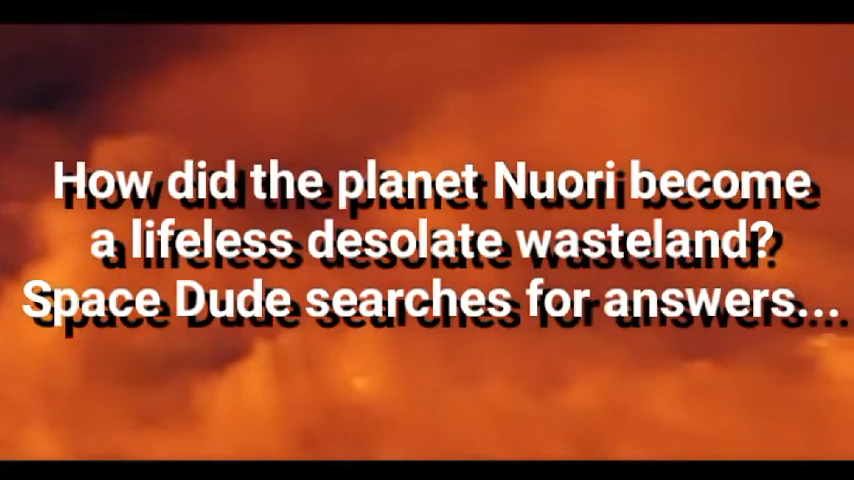 How did the planet Nuori become
a lifeless desolate wasteland?
Space Dude searches for answers...